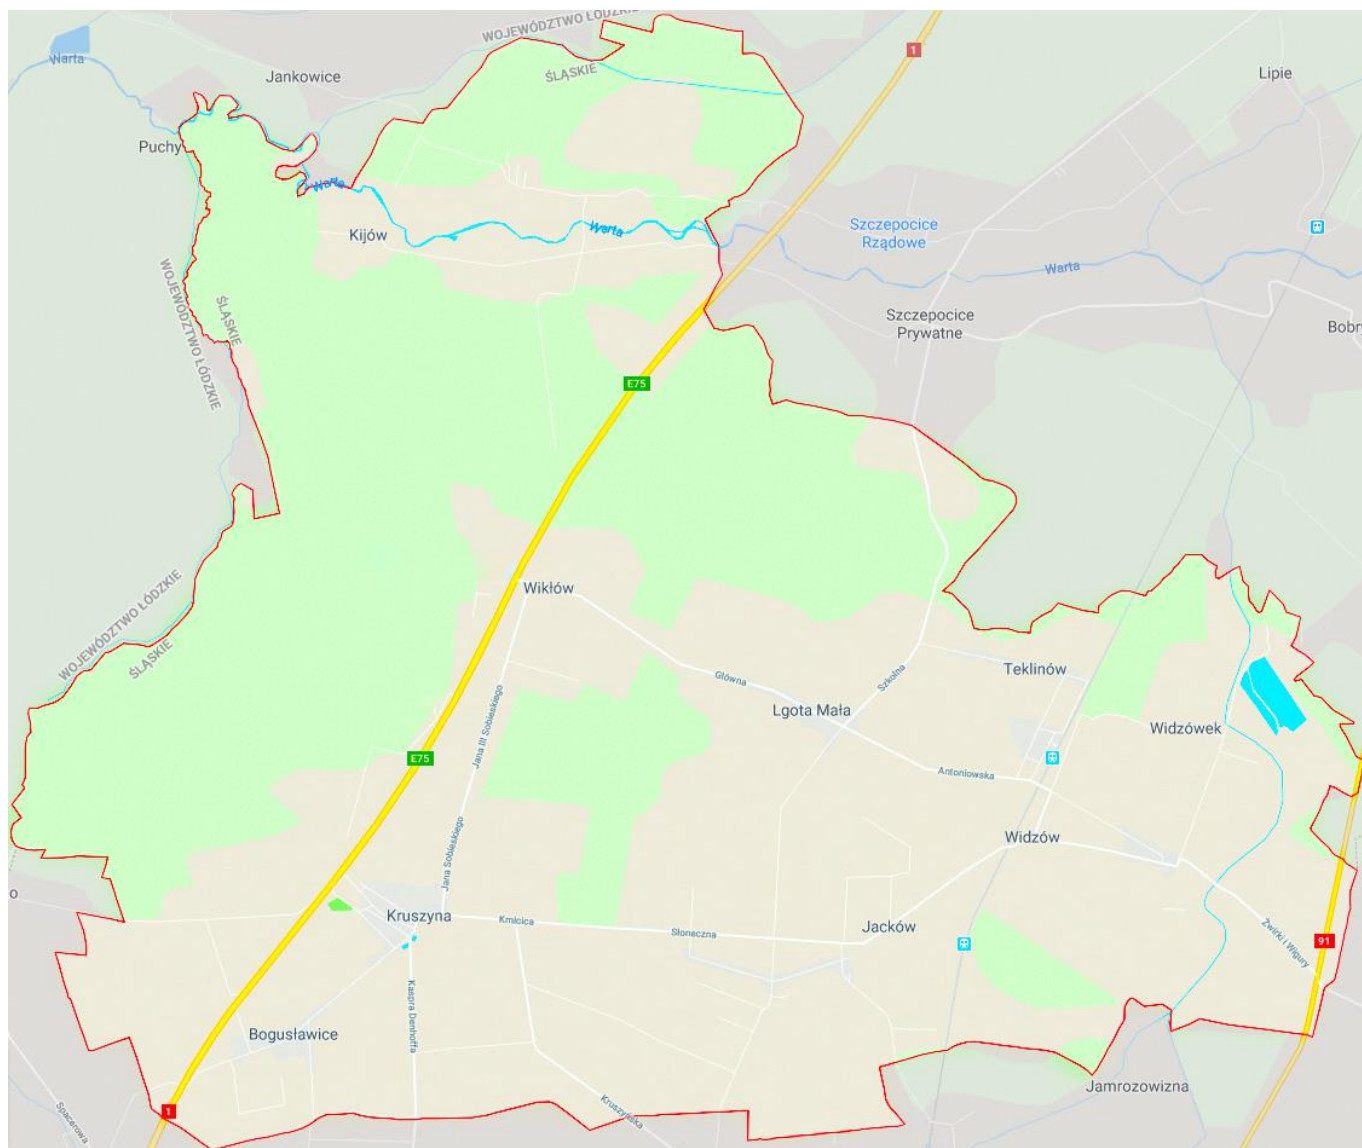 WOJEWÓDZTWO ŁÓDZKIE
1
Warta
Jankowice
ŚLĄSKIE
Lipie
Puchy
Warta
Kijów
Warta
Szczepocice
Rządowe
Warta
WOJEWÓDZTWO ŁÓDZKIE
ŚLĄSKIE
Szczepocice
Prywatne
Bobry
E75
WOJEWÓDZTWO ŁÓDZKIE
ŚLĄSKIE
Wikłów
Teklinów
Główna
Szkolna
Lgota Mała
Jana III Sobieskiego
Widzówek
E75
Antoniowska
Widzów
Jana Sobieskiego
o
Kruszyna
Kmicica
Słoneczna
Jacków
Żwirki i Wigury
91
Kaspra Denhoffa
Bogusławice
Jamrozowizna
1
Spacerowa
Kruszyńska